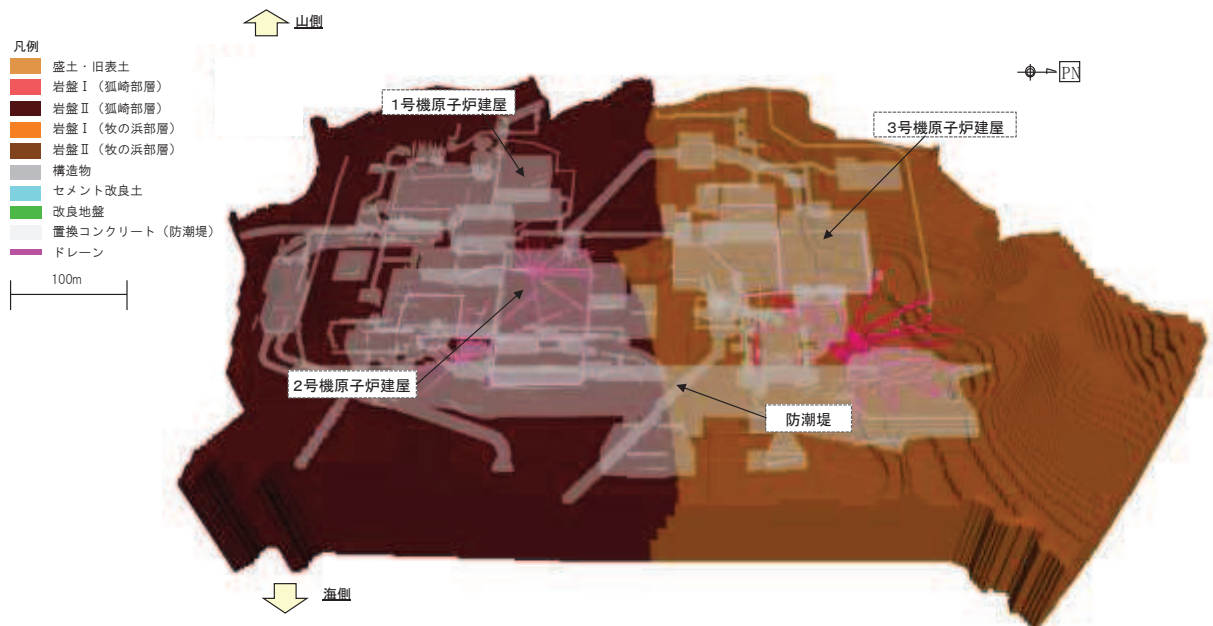 山側
凡例
盛土・旧表土
岩盤Ⅰ（狐崎部層）
岩盤Ⅱ（狐崎部層）
岩盤Ⅰ（牧の浜部層）
岩盤Ⅱ（牧の浜部層）
構造物
セメント改良土
改良地盤
置換コンクリート（防潮堤）
ドレーン
100m
PN
1号機原子炉建屋
3号機原子炉建屋
2号機原子炉建屋
防潮堤
海側